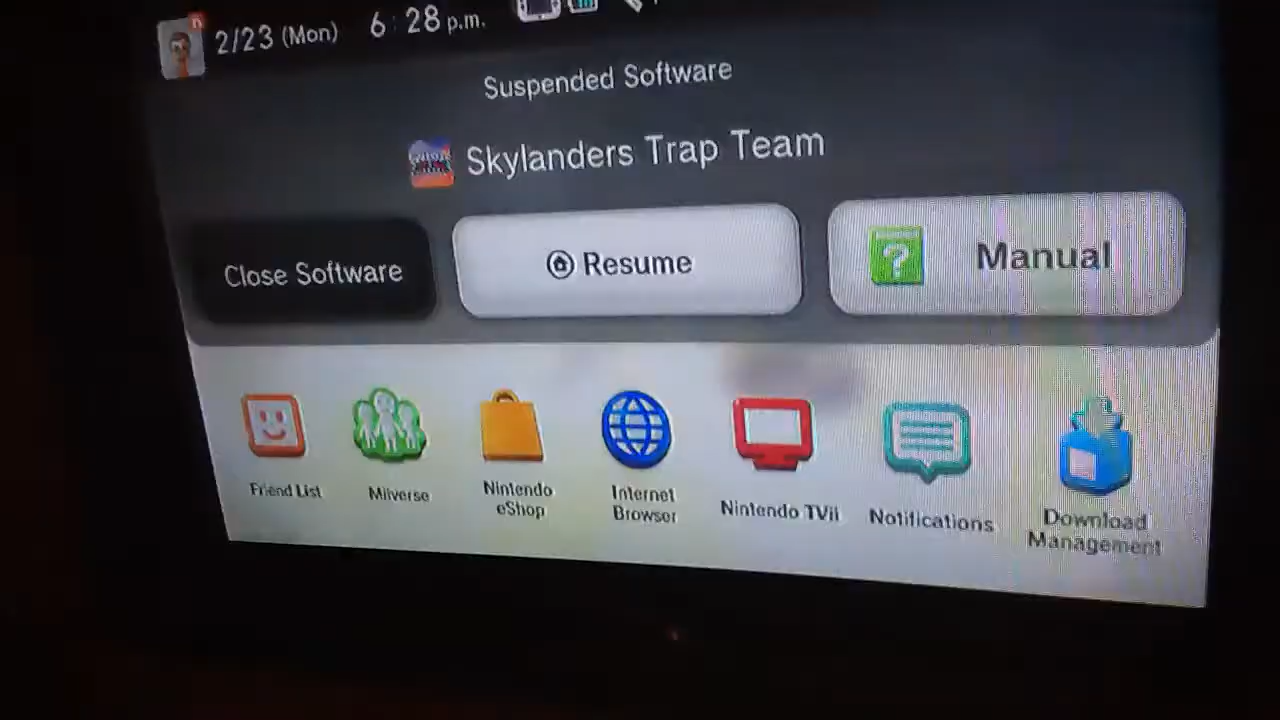 2/23 (Mon) 6:28 p.m.
Suspended Software
Skylanders Trap Team
Close Software
Resume
? Manual
Friend List
Miiverse
Nintendo
eShop
Internet
Browser
Nintendo TVii
Notifications
Download
Management